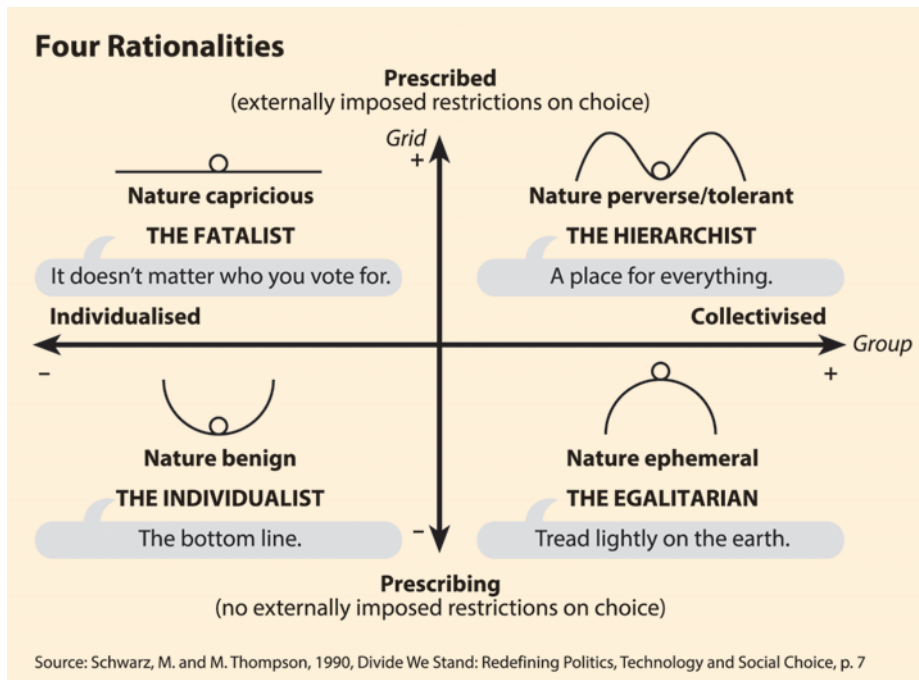 Four Rationalities
Prescribed
(externally imposed restrictions on choice)
Grid
+
Nature capricious
THE FATALIST
It doesn't matter who you vote for.
Nature perverse/tolerant
THE HIERARCHIST
A place for everything.
Individualised
Collectivised
Group
–
+
Nature benign
THE INDIVIDUALIST
The bottom line.
Nature ephemeral
THE EGALITARIAN
Tread lightly on the earth.
–
Prescribing
(no externally imposed restrictions on choice)
Source: Schwarz, M. and M. Thompson, 1990, Divide We Stand: Redefining Politics, Technology and Social Choice, p. 7